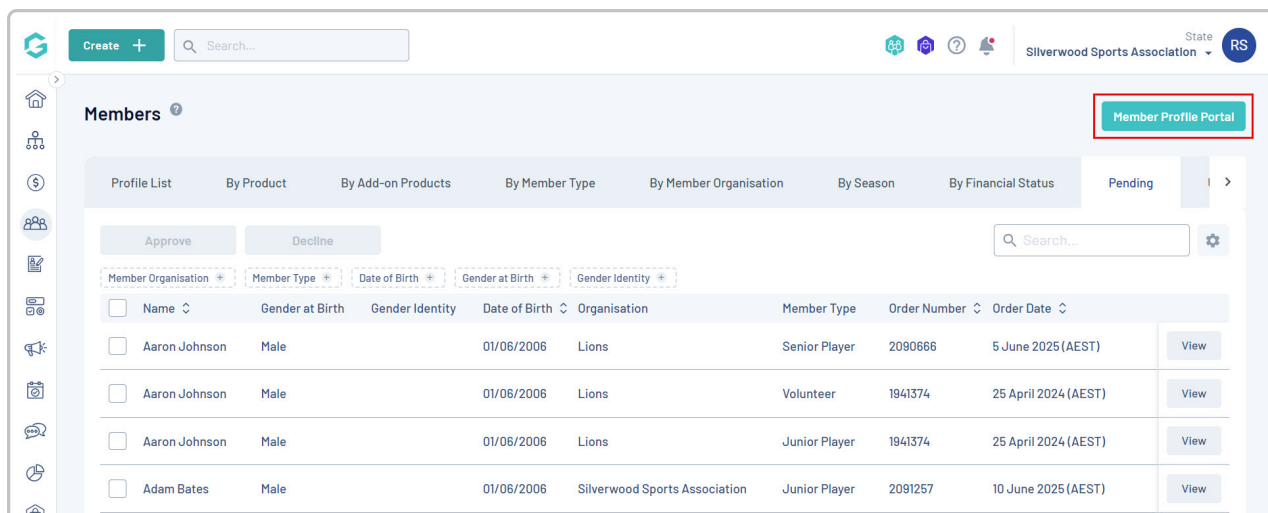 Create +
Search...
State
Silverwood Sports Association
RS
Members
Member Profile Portal
Profile List By Product By Add-on Products By Member Type By Member Organisation By Season By Financial Status Pending
Approve Decline Search...
Member Organisation + Member Type + Date of Birth + Gender at Birth + Gender Identity +
Name Gender at Birth Gender Identity Date of Birth Organisation Member Type Order Number Order Date
Aaron Johnson Male 01/06/2006 Lions Senior Player 2090666 5 June 2025 (AEST) View
Aaron Johnson Male 01/06/2006 Lions Volunteer 1941374 25 April 2024 (AEST) View
Aaron Johnson Male 01/06/2006 Lions Junior Player 1941374 25 April 2024 (AEST) View
Adam Bates Male 01/06/2006 Silverwood Sports Association Junior Player 2091257 10 June 2025 (AEST) View